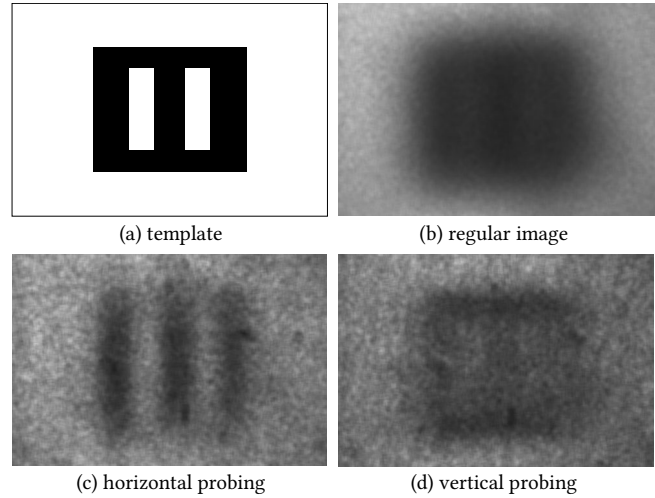 (a) template
(b) regular image
(c) horizontal probing
(d) vertical probing